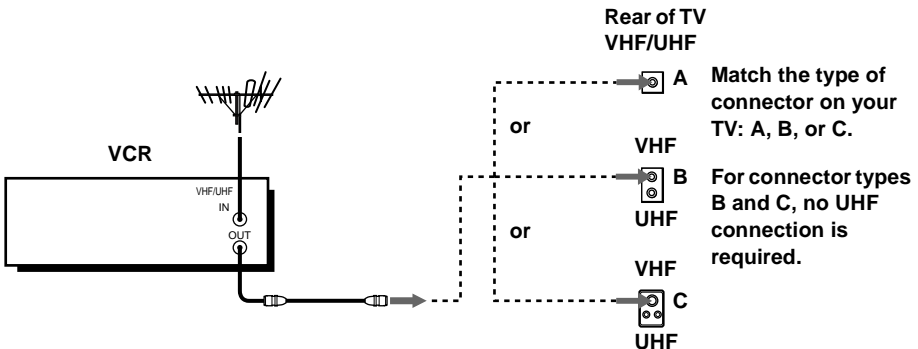 Rear of TV
VHF/UHF
A
Match the type of
connector on your
TV: A, B, or C.
or
VHF
VCR
B
For connector types
B and C, no UHF
connection is
required.
VHF/UHF
IN
UHF
OUT
or
VHF
C
UHF